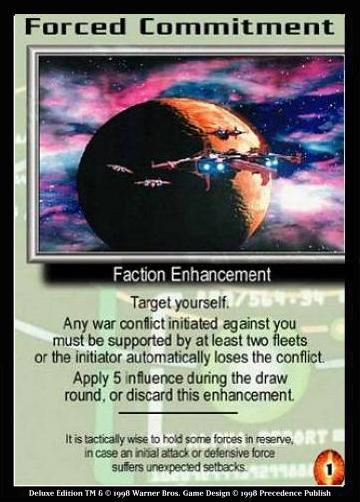 Forced Commitment
Faction Enhancement
Target yourself.
Any war conflict initiated against you
must be supported by at least two fleets
or the initiator automatically loses the conflict.
Apply 5 influence during the draw
round, or discard this enhancement.
It is tactically wise to hold some forces in reserve,
in case an initial attack or defensive force
suffers unexpected setbacks.
1
Deluxe Edition TM & © 1998 Warner Bros. Game Design © 1998 Precedence Publish